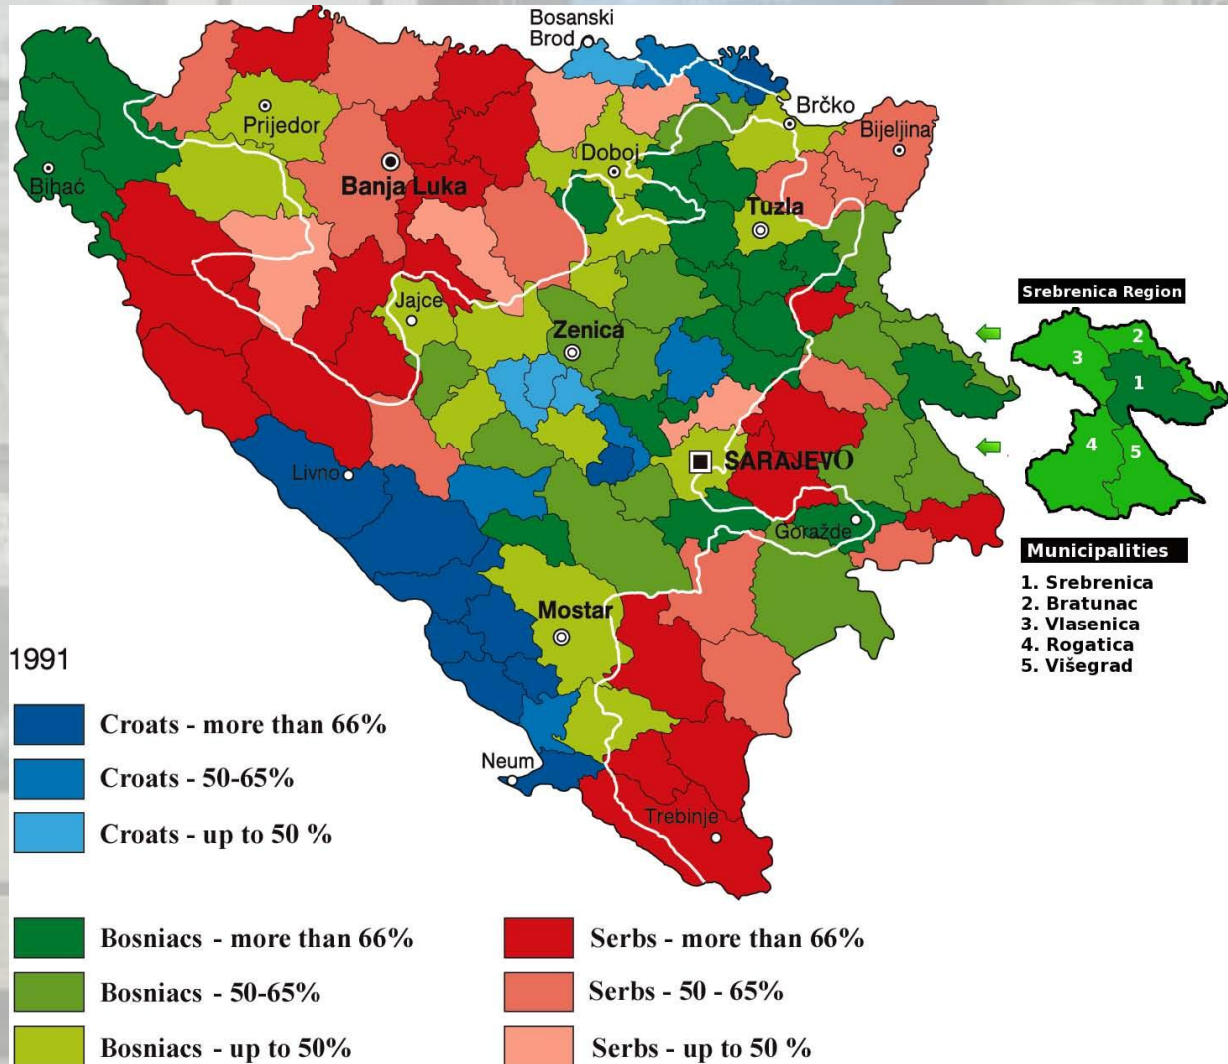 Bosanski
Brod
Brčko
Prijedor
Bijeljina
Doboj
Bihać
Banja Luka
Tuzla
Srebrenica Region
Jajce
Zenica
2
3
1
SARAJEVO
4
5
Livno
Goražde
Municipalities
1. Srebrenica
2. Bratunac
3. Vlasenica
4. Rogatica
5. Višegrad
Mostar
1991
Croats - more than 66%
Neum
Croats - 50-65%
Trebinje
Croats - up to 50 %
Bosniacs - more than 66%
Serbs - more than 66%
Bosniacs - 50-65%
Serbs - 50 - 65%
Bosniacs - up to 50%
Serbs - up to 50 %